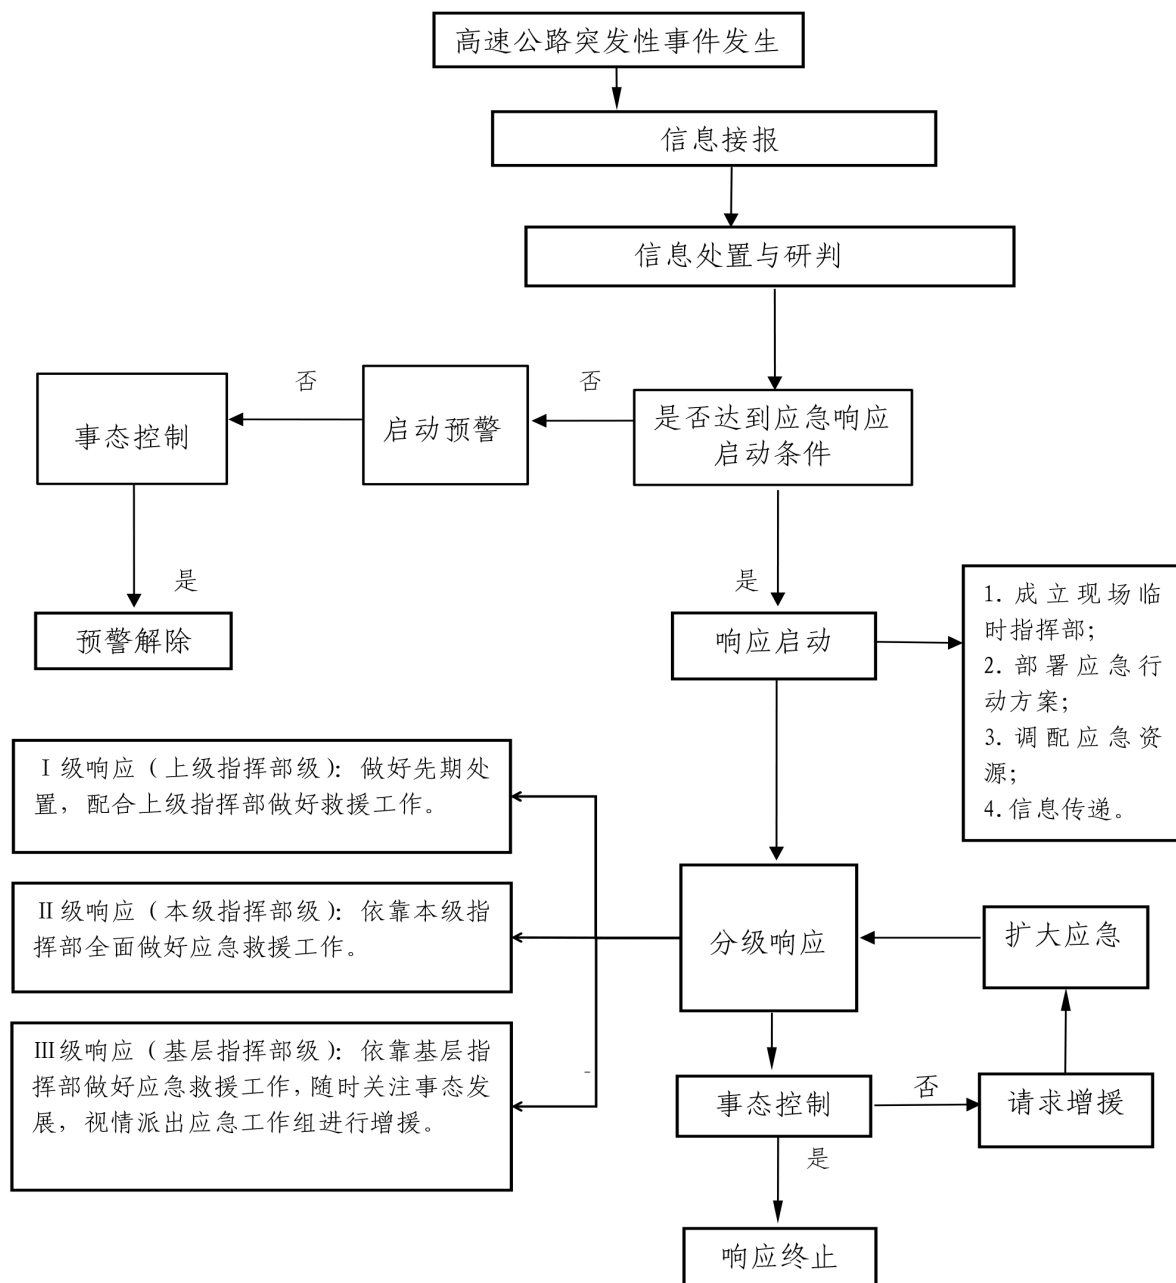 高速公路突发性事件发生
信息接报
信息处置与研判
否
否
事态控制
启动预警
是否达到应急响应
启动条件
是
是
预警解除
响应启动
1. 成立现场临
时指挥部;
2. 部署应急行
动方案;
3. 调配应急资
源;
4. 信息传递。
Ⅰ级响应（上级指挥部级）：做好先期处
置，配合上级指挥部做好救援工作。
Ⅱ级响应（本级指挥部级）：依靠本级指
挥部全面做好应急救援工作。
分级响应
扩大应急
Ⅲ级响应（基层指挥部级）：依靠基层指
挥部做好应急救援工作，随时关注事态发
展，视情派出应急工作组进行增援。
事态控制
否
请求增援
是
响应终止